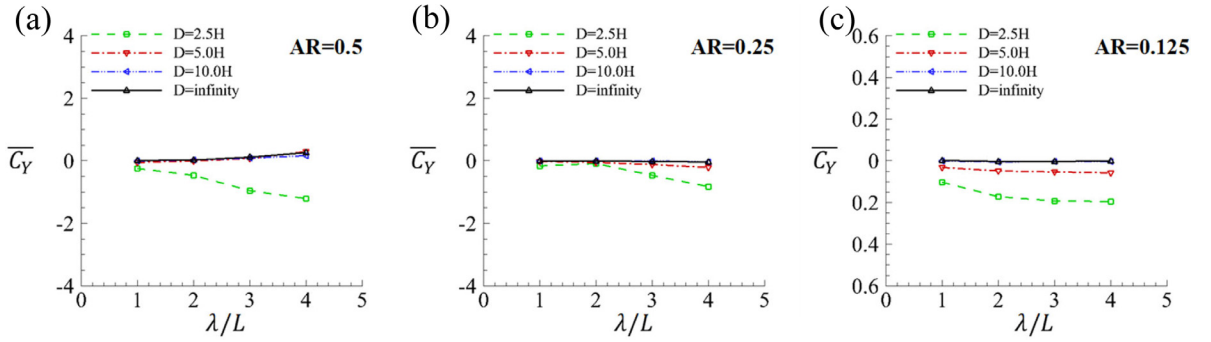 (a)
D=2.5H
D=5.0H
D=10.0H
D=infinity
AR=0.5
4
2
0
-2
-4
C_Y
0 1 2 3 4 5
λ/L
(b)
D=2.5H
D=5.0H
D=10.0H
D=infinity
AR=0.25
4
2
0
-2
-4
C_Y
0 1 2 3 4 5
λ/L
(c)
D=2.5H
D=5.0H
D=10.0H
D=infinity
AR=0.125
0.6
0.4
0.2
0
0.2
0.4
0.6
C_Y
0 1 2 3 4 5
λ/L